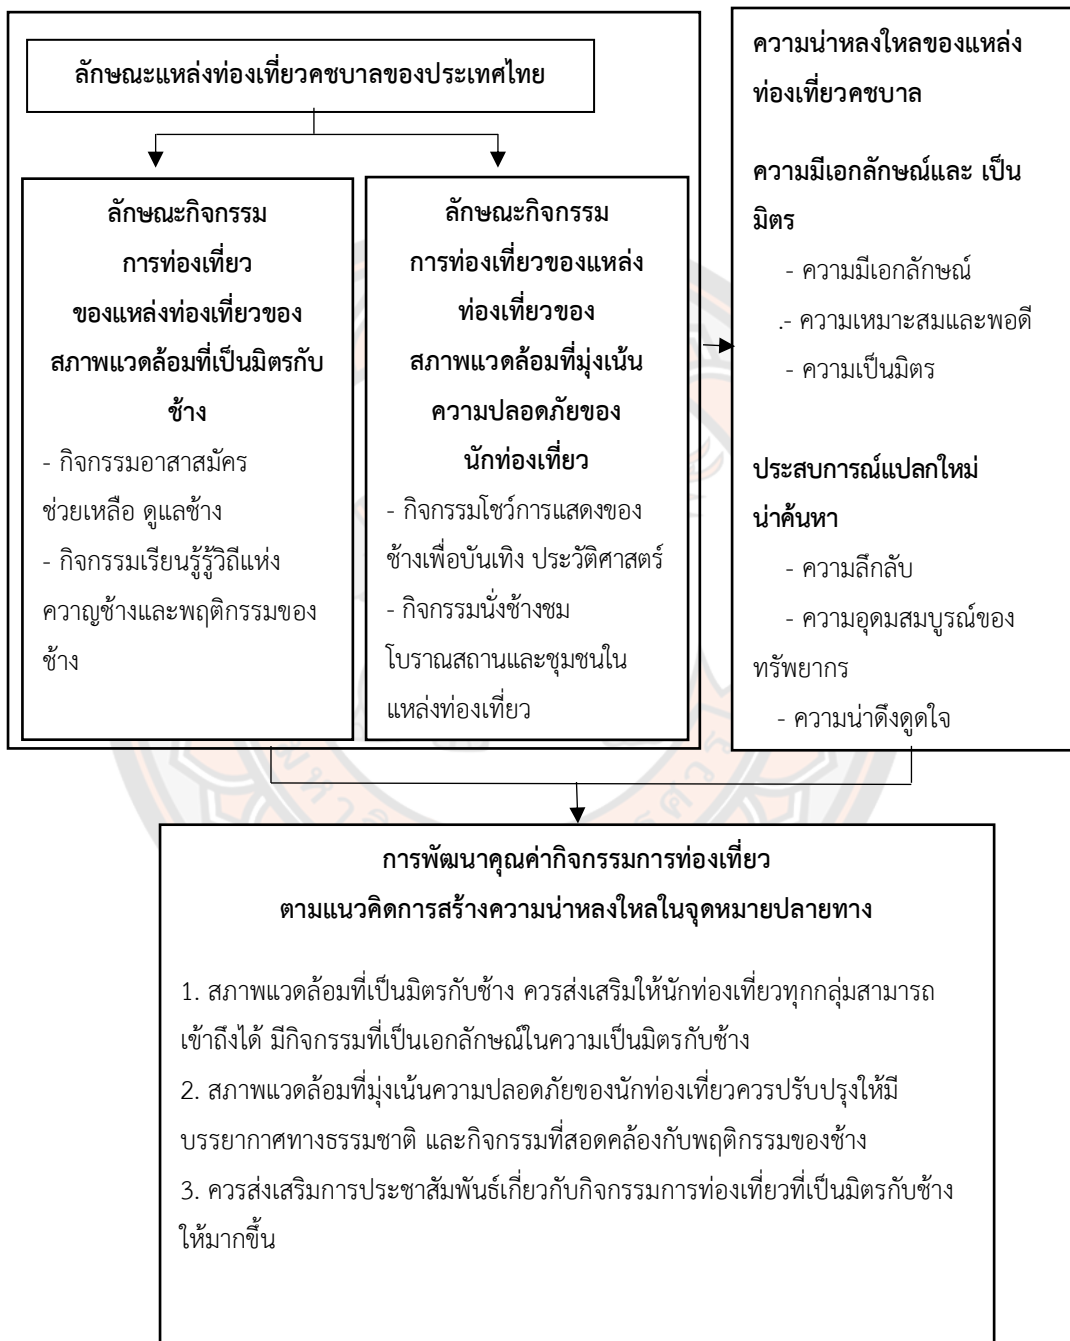 ลักษณะแหล่งท่องเที่ยวคชบาลของประเทศไทย
ลักษณะกิจกรรม
การท่องเที่ยว
ของแหล่งท่องเที่ยวของ
สภาพแวดล้อมที่เป็นมิตรกับ
ช้าง
- กิจกรรมอาสาสมัคร
ช่วยเหลือ ดูแลช้าง
- กิจกรรมเรียนรู้รู้วิถีแห่ง
ควาญช้างและพฤติกรรมของ
ช้าง
ลักษณะกิจกรรม
การท่องเที่ยวของแหล่ง
ท่องเที่ยวของ
สภาพแวดล้อมที่มุ่งเน้น
ความปลอดภัยของ
นักท่องเที่ยว
- กิจกรรมโชว์การแสดงของ
ช้างเพื่อบันเทิง ประวัติศาสตร์
- กิจกรรมนั่งช้างชม
โบราณสถานและชุมชนใน
แหล่งท่องเที่ยว
ความน่าหลงใหลของแหล่ง
ท่องเที่ยวคชบาล
ความมีเอกลักษณ์และ เป็น
มิตร
- ความมีเอกลักษณ์
.- ความเหมาะสมและพอดี
- ความเป็นมิตร
ประสบการณ์แปลกใหม่
น่าค้นหา
- ความลึกลับ
- ความอุดมสมบูรณ์ของ
ทรัพยากร
- ความน่าดึงดูดใจ
การพัฒนาคุณค่ากิจกรรมการท่องเที่ยว
ตามแนวคิดการสร้างความน่าหลงใหลในจุดหมายปลายทาง
1. สภาพแวดล้อมที่เป็นมิตรกับช้าง ควรส่งเสริมให้นักท่องเที่ยวทุกกลุ่มสามารถ
เข้าถึงได้ มีกิจกรรมที่เป็นเอกลักษณ์ในความเป็นมิตรกับช้าง
2. สภาพแวดล้อมที่มุ่งเน้นความปลอดภัยของนักท่องเที่ยวควรปรับปรุงให้มี
บรรยากาศทางธรรมชาติ และกิจกรรมที่สอดคล้องกับพฤติกรรมของช้าง
3. ควรส่งเสริมการประชาสัมพันธ์เกี่ยวกับกิจกรรมการท่องเที่ยวที่เป็นมิตรกับช้าง
ให้มากขึ้น